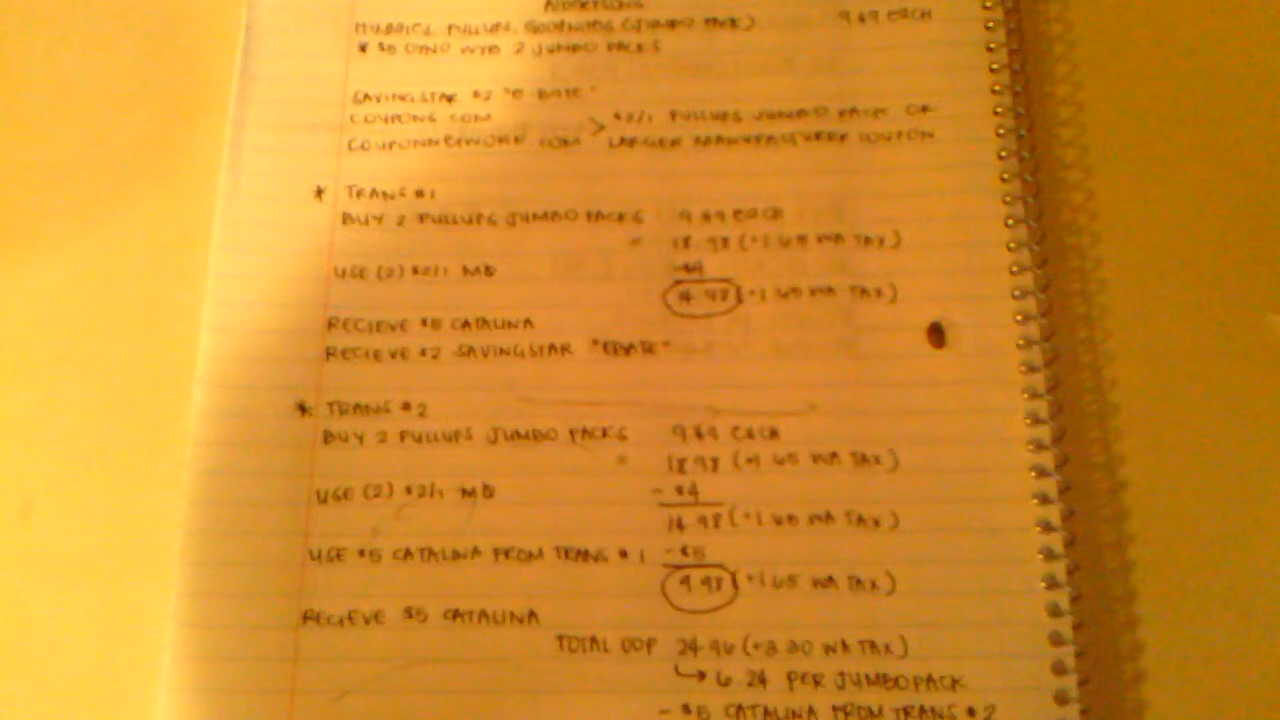 ALBERTSONS
HUGGIES PULLUPS, GOODNITES (JUMBO PACK) 9.49 EACH
* $5 OYNO WYB 2 JUMBO PACKS
SAVINGSTAR $2 "E-BATE"
COUPONS.COM
> $2/1 PULLUPS JUMBO PACK OR
COUPONNETWORK.COM LARGER MANUFACTURER COUPON
* TRANS #1
BUY 2 PULLUPS JUMBO PACKS 9.49 EACH
= 18.98 (+1.65 WA TAX)
USE (2) $2/1 MQ -$4
14.98 (+1.65 WA TAX)
RECIEVE $5 CATALINA
RECIEVE $2 SAVINGSTAR "EBATE"
* TRANS #2
BUY 2 PULLUPS JUMBO PACKS 9.49 EACH
= 18.98 (+1.65 WA TAX)
USE (2) $2/1 MQ - $4
14.98 (+1.65 WA TAX)
USE $5 CATALINA FROM TRANS #1 -$5
9.98 (+1.65 WA TAX)
RECIEVE $5 CATALINA
TOTAL OOP 24.96 (+3.30 WA TAX)
↳ 6.24 PER JUMBOPACK
- $5 CATALINA FROM TRANS #2